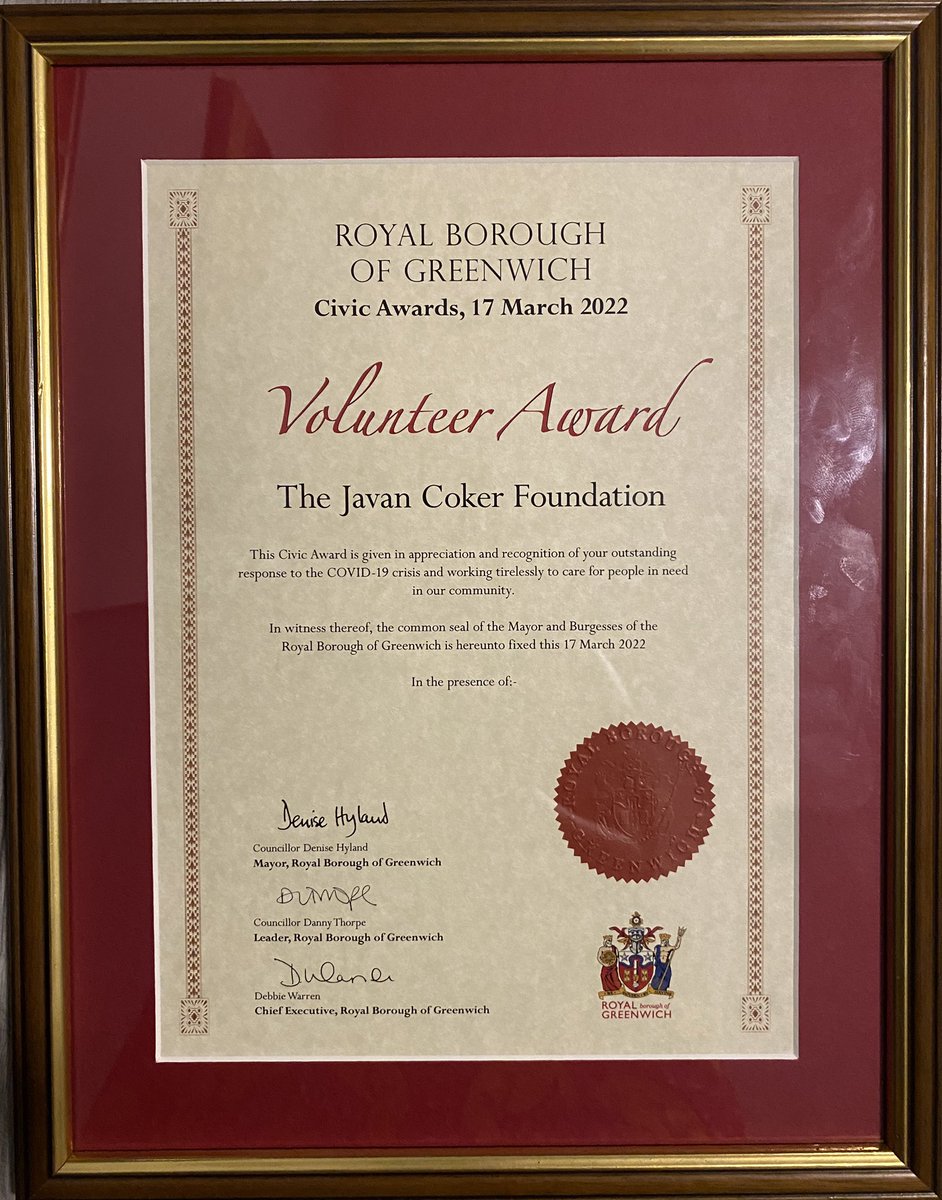 ROYAL BOROUGH
OF GREENWICH
Civic Awards, 17 March 2022
Volunteer Award
The Javan Coker Foundation
This Civic Award is given in appreciation and recognition of your outstanding
response to the COVID-19 crisis and working tirelessly to care for people in need
in our community.
In witness thereof, the common seal of the Mayor and Burgesses of the
Royal Borough of Greenwich is hereunto fixed this 17 March 2022
In the presence of:-
ROYAL BOROUGH OF GREENWICH
Denise Hyland
Councillor Denise Hyland
Mayor, Royal Borough of Greenwich
Councillor Danny Thorpe
Leader, Royal Borough of Greenwich
Debbie Warren
Chief Executive, Royal Borough of Greenwich
ROYAL borough of
GREENWICH